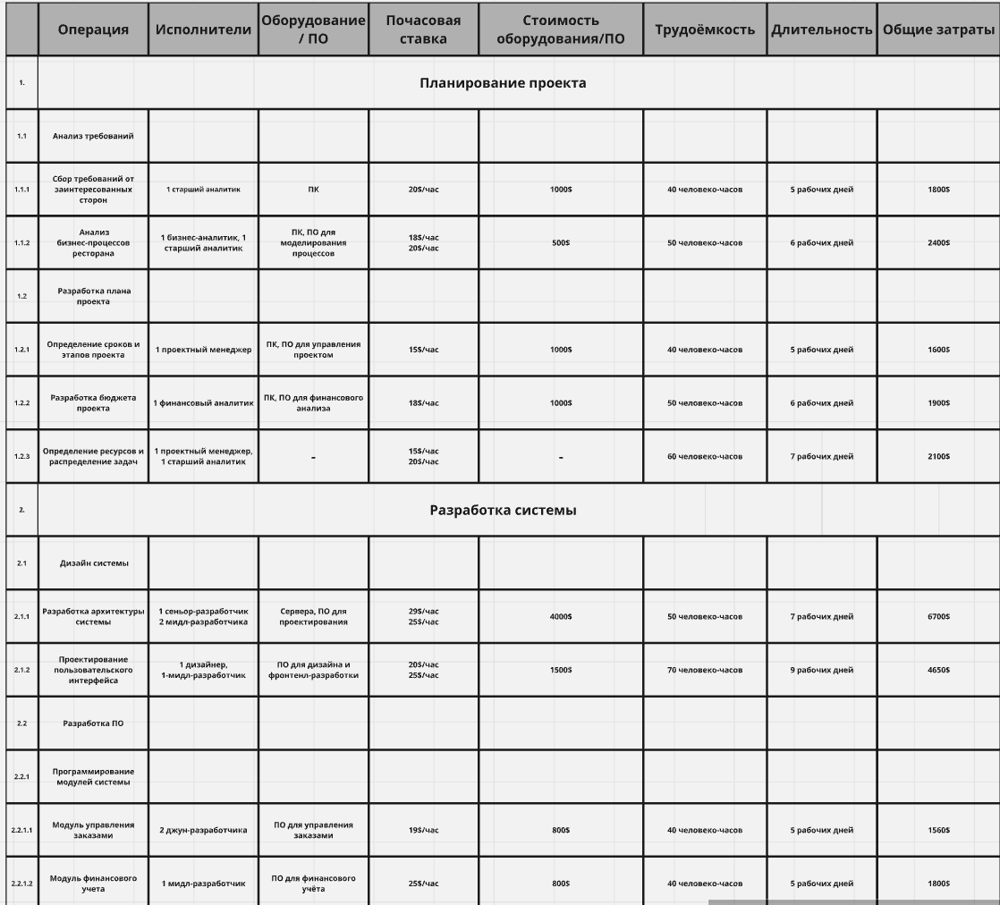 Операция Исполнители Оборудование / ПО Почасовая ставка Стоимость оборудования/ПО Трудоёмкость Длительность Общие затраты
1. Планирование проекта
1.1 Анализ требований
1.1.1 Сбор требований от заинтересованных сторон 1 старший аналитик ПК 20$/час 1000$ 40 человеко-часов 5 рабочих дней 1800$
1.1.2 Анализ бизнес-процессов ресторана 1 бизнес-аналитик, 1 старший аналитик ПК, ПО для моделирования процессов 18$/час 20$/час 500$ 50 человеко-часов 6 рабочих дней 2400$
1.2 Разработка плана проекта
1.2.1 Определение сроков и этапов проекта 1 проектный менеджер ПК, ПО для управления проектом 15$/час 1000$ 40 человеко-часов 5 рабочих дней 1600$
1.2.2 Разработка бюджета проекта 1 финансовый аналитик ПК, ПО для финансового анализа 18$/час 1000$ 50 человеко-часов 6 рабочих дней 1900$
1.2.3 Определение ресурсов и распределение задач 1 проектный менеджер, 1 старший аналитик – 15$/час 20$/час – 60 человеко-часов 7 рабочих дней 2100$
2. Разработка системы
2.1 Дизайн системы
2.1.1 Разработка архитектуры системы 1 сеньор-разработчик 2 мидл-разработчика Сервера, ПО для проектирования 29$/час 25$/час 4000$ 50 человеко-часов 7 рабочих дней 6700$
2.1.2 Проектирование пользовательского интерфейса 1 дизайнер, 1-мидл-разработчик ПО для дизайна и фронтенл-разработки 20$/час 25$/час 1500$ 70 человеко-часов 9 рабочих дней 4650$
2.2 Разработка ПО
2.2.1 Программирование модулей системы
2.2.1.1 Модуль управления заказами 2 джун-разработчика ПО для управления заказами 19$/час 800$ 40 человеко-часов 5 рабочих дней 1560$
2.2.1.2 Модуль финансового учета 1 мидл-разработчик ПО для финансового учёта 25$/час 800$ 40 человеко-часов 5 рабочих дней 1800$